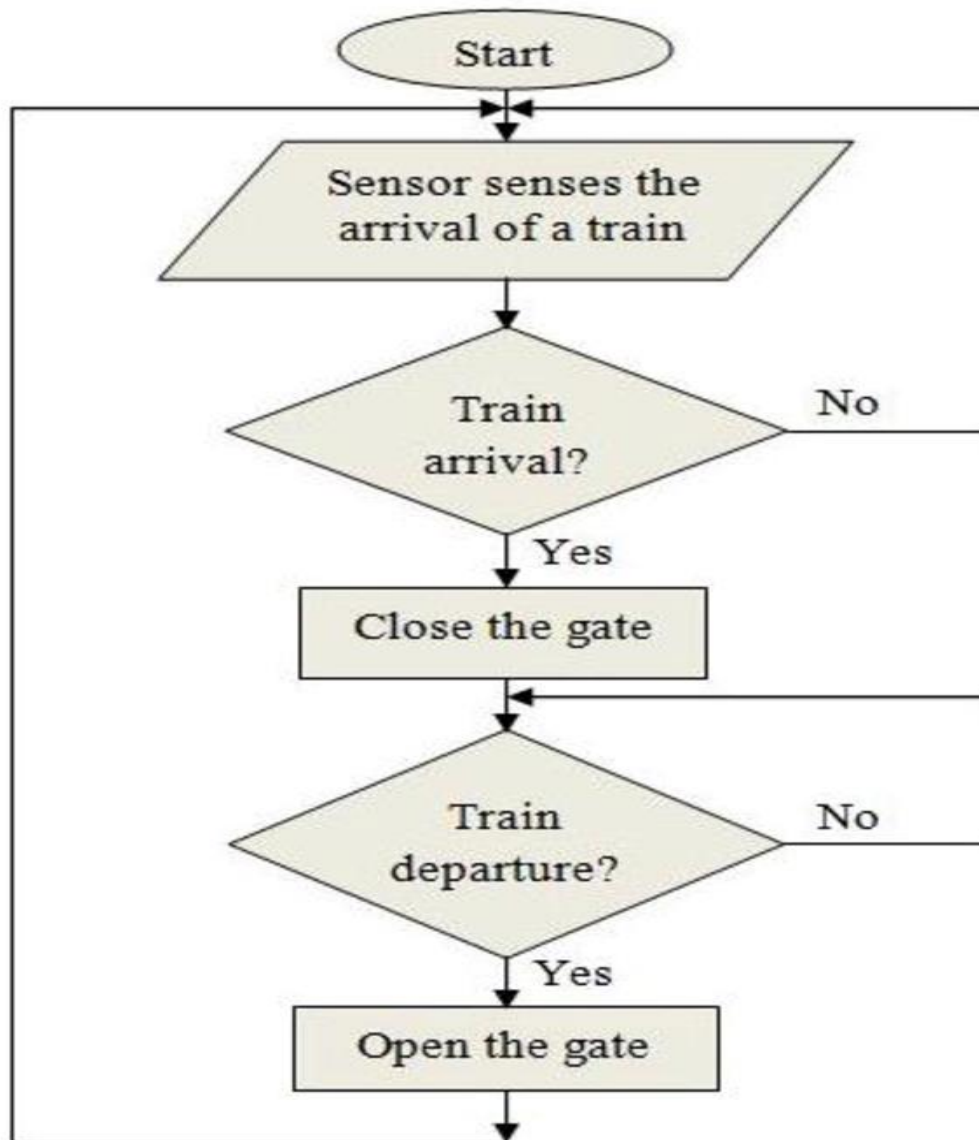 Start
Sensor senses the
arrival of a train
Train
arrival?
No
Yes
Close the gate
Train
departure?
No
Yes
Open the gate